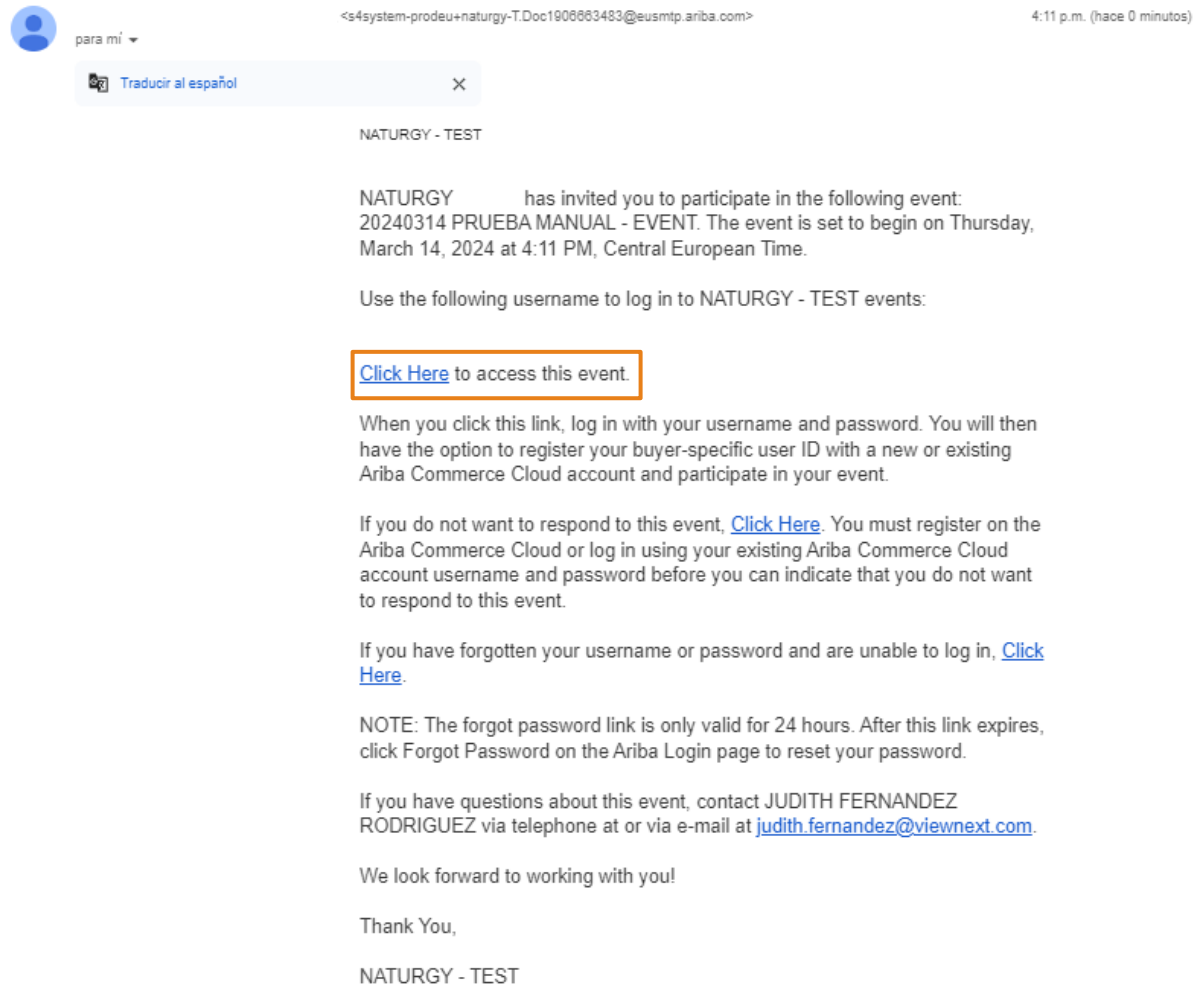 <s4system-prodeu+naturgy-T.Doc1906663483@eusmtp.ariba.com>
4:11 p.m. (hace 0 minutos)
para mí
Traducir al español
NATURGY - TEST
NATURGY has invited you to participate in the following event:
20240314 PRUEBA MANUAL - EVENT. The event is set to begin on Thursday,
March 14, 2024 at 4:11 PM, Central European Time.
Use the following username to log in to NATURGY - TEST events:
Click Here to access this event.
When you click this link, log in with your username and password. You will then
have the option to register your buyer-specific user ID with a new or existing
Ariba Commerce Cloud account and participate in your event.
If you do not want to respond to this event, Click Here. You must register on the
Ariba Commerce Cloud or log in using your existing Ariba Commerce Cloud
account username and password before you can indicate that you do not want
to respond to this event.
If you have forgotten your username or password and are unable to log in, Click
Here.
NOTE: The forgot password link is only valid for 24 hours. After this link expires,
click Forgot Password on the Ariba Login page to reset your password.
If you have questions about this event, contact JUDITH FERNANDEZ
RODRIGUEZ via telephone at or via e-mail at judith.fernandez@viewnext.com.
We look forward to working with you!
Thank You,
NATURGY - TEST